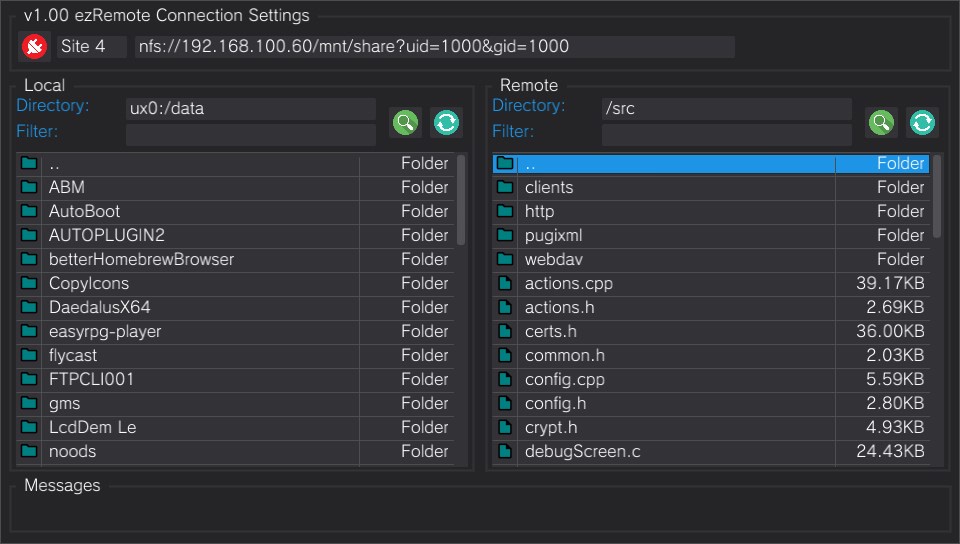 v1.00 ezRemote Connection Settings
Site 4 nfs://192.168.100.60/mnt/share?uid=1000&gid=1000
Local
Directory: ux0:/data
Filter:
.. Folder
ABM Folder
AutoBoot Folder
AUTOPLUGIN2 Folder
betterHomebrewBrowser Folder
CopyIcons Folder
DaedalusX64 Folder
easyrpg-player Folder
flycast Folder
FTPCLI001 Folder
gms Folder
LcdDem Le Folder
noods Folder
Remote
Directory: /src
Filter:
.. Folder
clients Folder
http Folder
pugixml Folder
webdav Folder
actions.cpp 39.17KB
actions.h 2.69KB
certs.h 36.00KB
common.h 2.03KB
config.cpp 5.59KB
config.h 2.80KB
crypt.h 4.93KB
debugScreen.c 24.43KB
Messages